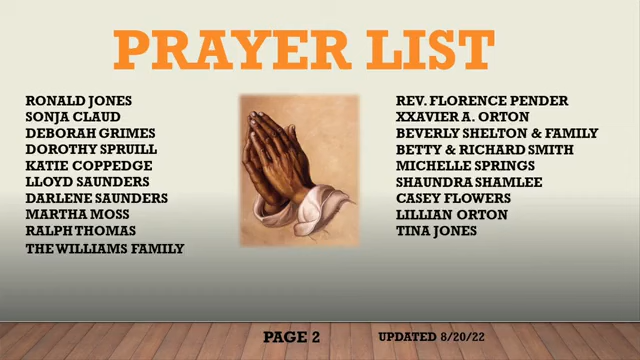 PRAYER LIST
RONALD JONES
SONJA CLAUD
DEBORAH GRIMES
DOROTHY SPRUILL
KATIE COPPEDGE
LLOYD SAUNDERS
DARLENE SAUNDERS
MARTHA MOSS
RALPH THOMAS
THE WILLIAMS FAMILY
REV. FLORENCE PENDER
XXAVIER A. ORTON
BEVERLY SHELTON & FAMILY
BETTY & RICHARD SMITH
MICHELLE SPRINGS
SHAUNDRA SHAMLEE
CASEY FLOWERS
LILLIAN ORTON
TINA JONES
PAGE 2
UPDATED 8/20/22